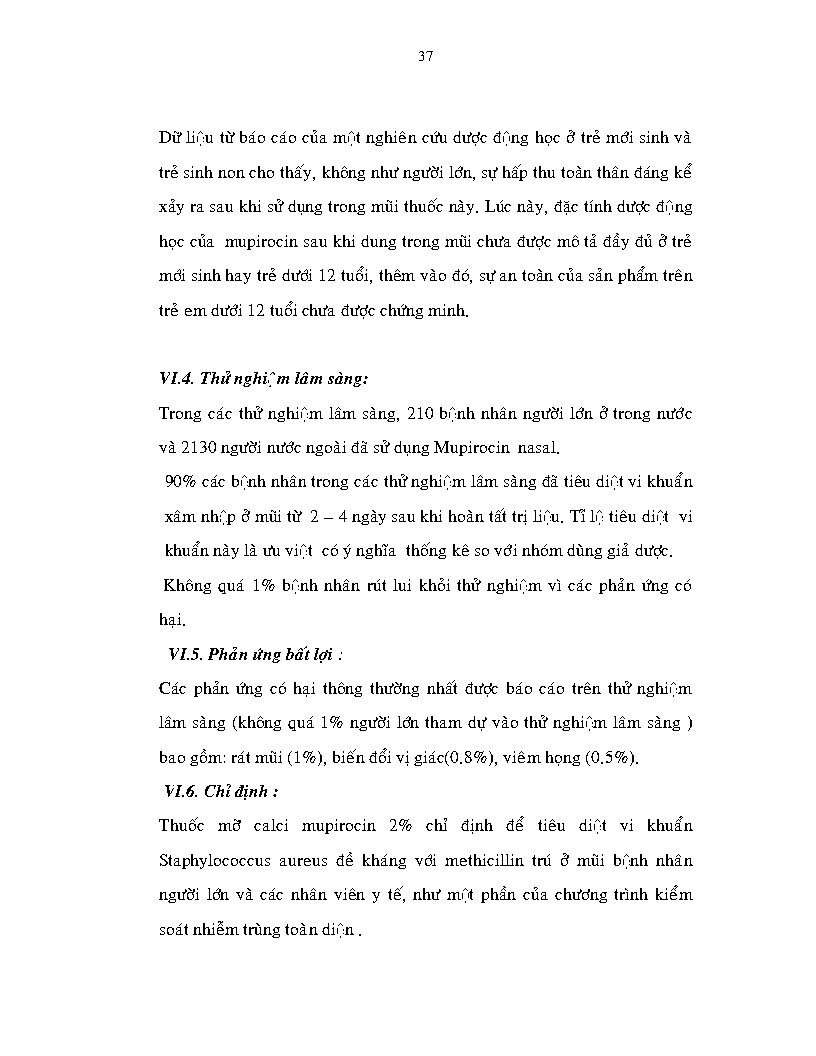 37
Dữ liệu từ báo cáo của một nghiên cứu dược động học ở trẻ mới sinh và
trẻ sinh non cho thấy, không như người lớn, sự hấp thu toàn thân đáng kể
xảy ra sau khi sử dụng trong mũi thuốc này. Lúc này, đặc tính dược động
học của mupirocin sau khi dung trong mũi chưa được mô tả đầy đủ ở trẻ
mới sinh hay trẻ dưới 12 tuổi, thêm vào đó, sự an toàn của sản phẩm trên
trẻ em dưới 12 tuổi chưa được chứng minh.
VI.4. Thử nghiệm lâm sàng:
Trong các thử nghiệm lâm sàng, 210 bệnh nhân người lớn ở trong nước
và 2130 người nước ngoài đã sử dụng Mupirocin nasal.
90% các bệnh nhân trong các thử nghiệm lâm sàng đã tiêu diệt vi khuẩn
xâm nhập ở mũi từ 2 – 4 ngày sau khi hoàn tất trị liệu. Tĩ lệ tiêu diệt vi
khuẩn này là ưu việt có ý nghĩa thống kê so với nhóm dùng giả dược.
Không quá 1% bệnh nhân rút lui khỏi thử nghiệm vì các phản ứng có
hại.
VI.5. Phản ứng bất lợi :
Các phản ứng có hại thông thường nhất được báo cáo trên thử nghiệm
lâm sàng (không quá 1% người lớn tham dự vào thử nghiệm lâm sàng )
bao gồm: rát mũi (1%), biến đổi vị giác(0.8%), viêm họng (0.5%).
VI.6. Chỉ định :
Thuốc mỡ calci mupirocin 2% chỉ định để tiêu diệt vi khuẩn
Staphylococcus aureus đề kháng với methicillin trú ở mũi bệnh nhân
người lớn và các nhân viên y tế, như một phần của chương trình kiểm
soát nhiễm trùng toàn diện .